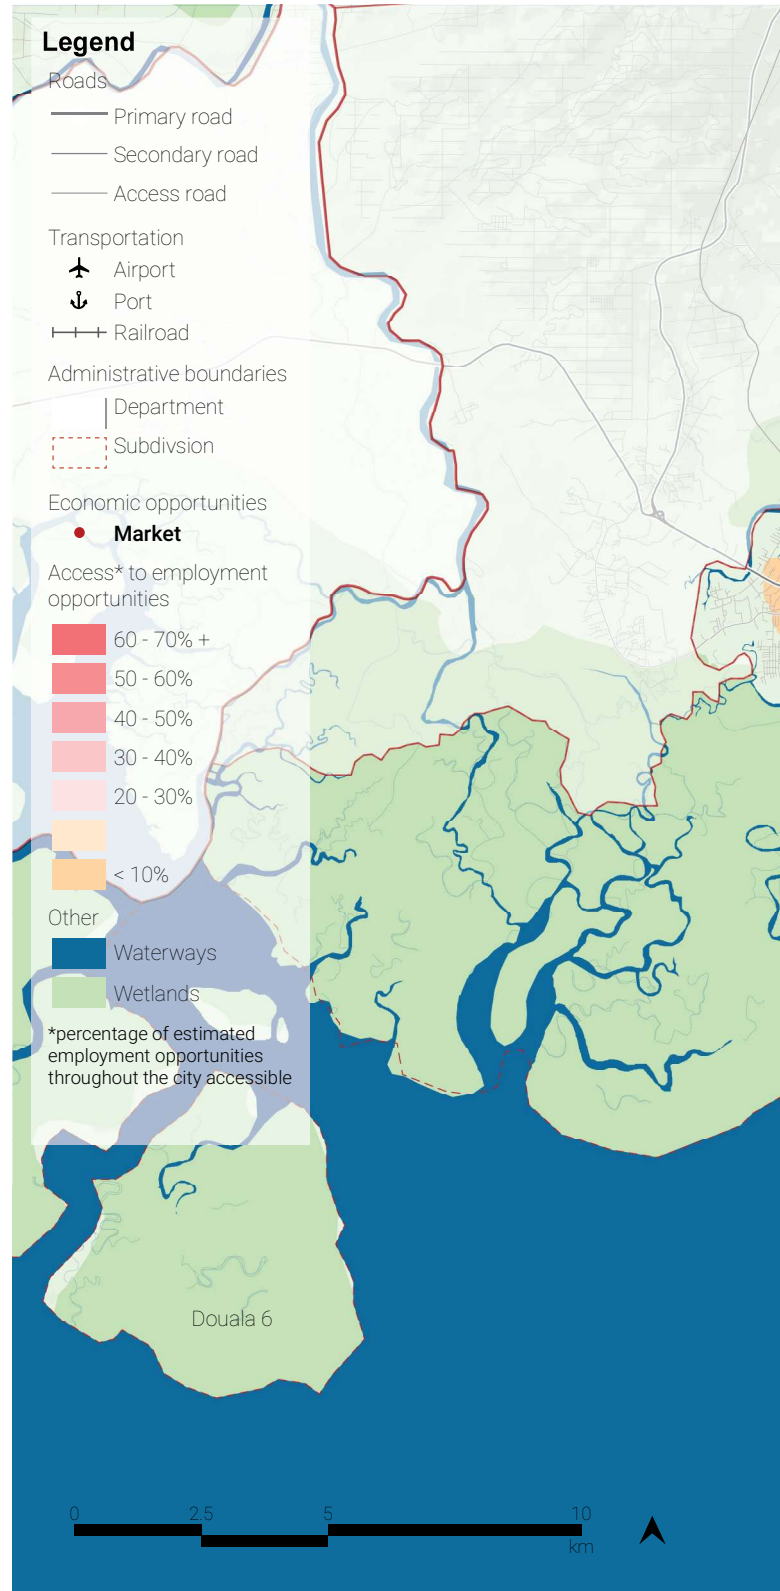 Legend
Roads
Primary road
Secondary road
Access road
Transportation
Airport
Port
Railroad
Administrative boundaries
Department
Subdivsion
Economic opportunities
Market
Access* to employment
opportunities
60 - 70% +
50 - 60%
40 - 50%
30 - 40%
20 - 30%
< 10%
Other
Waterways
Wetlands
*percentage of estimated
employment opportunities
throughout the city accessible
Douala 6
0 2.5 5 10
km